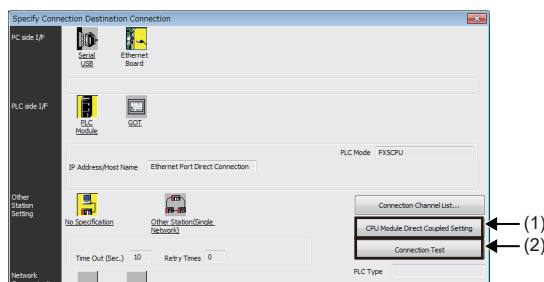 Specify Connection Destination Connection
PC side I/F
Serial
USB
Ethernet
Board
PLC side I/F
PLC
Module
GOT
PLC Mode FX5CPU
IP Address/Host Name Ethernet Port Direct Connection
Other
Station
Setting
No Specification
Other Station(Single
Network)
Connection Channel List...
CPU Module Direct Coupled Setting
(1)
Connection Test
(2)
Time Out (Sec.) 10 Retry Times 0
PLC Type
Network